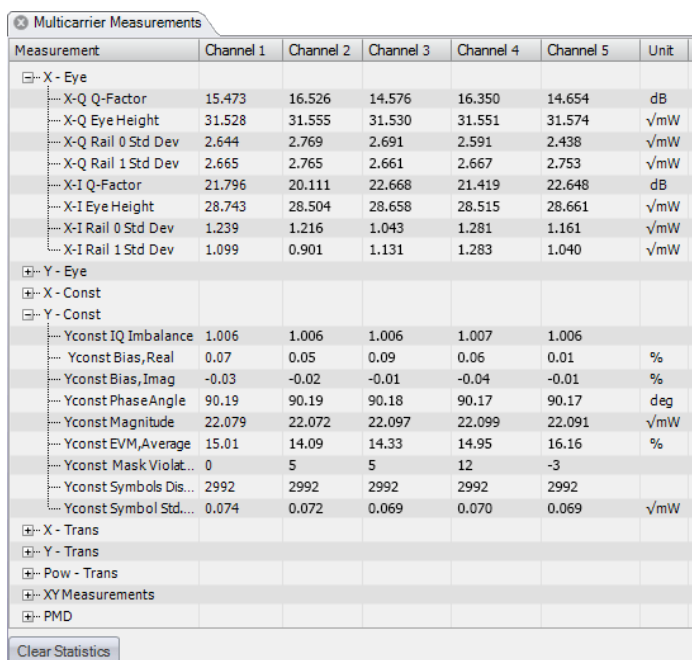 Multicarrier Measurements
Measurement Channel 1 Channel 2 Channel 3 Channel 4 Channel 5 Unit
X - Eye
X-Q Q-Factor 15.473 16.526 14.576 16.350 14.654 dB
X-Q Eye Height 31.528 31.555 31.530 31.551 31.574 √mW
X-Q Rail 0 Std Dev 2.644 2.769 2.691 2.591 2.438 √mW
X-Q Rail 1 Std Dev 2.665 2.765 2.661 2.667 2.753 √mW
X-I Q-Factor 21.796 20.111 22.668 21.419 22.648 dB
X-I Eye Height 28.743 28.504 28.658 28.515 28.661 √mW
X-I Rail 0 Std Dev 1.239 1.216 1.043 1.281 1.161 √mW
X-I Rail 1 Std Dev 1.099 0.901 1.131 1.283 1.040 √mW
Y - Eye
X - Const
Y - Const
Yconst IQ Imbalance 1.006 1.006 1.006 1.007 1.006
Yconst Bias,Real 0.07 0.05 0.09 0.06 0.01 %
Yconst Bias,Imag -0.03 -0.02 -0.01 -0.04 -0.01 %
Yconst PhaseAngle 90.19 90.19 90.18 90.17 90.17 deg
Yconst Magnitude 22.079 22.072 22.097 22.099 22.091 √mW
Yconst EVM,Average 15.01 14.09 14.33 14.95 16.16 %
Yconst Mask Violat... 0 5 5 12 -3
Yconst Symbols Dis... 2992 2992 2992 2992 2992
Yconst Symbol Std.... 0.074 0.072 0.069 0.070 0.069 √mW
X - Trans
Y - Trans
Pow - Trans
XY Measurements
PMD
Clear Statistics